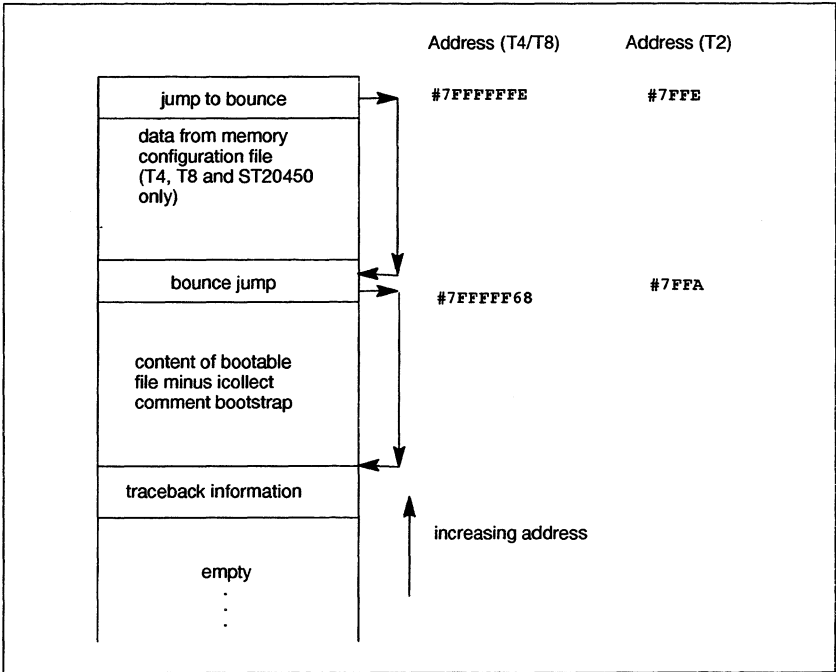 Address (T4/T8) Address (T2)
jump to bounce #7FFFFFFE #7FFE
data from memory
configuration file
(T4, T8 and ST20450
only)
bounce jump #7FFFFF68 #7FFA
content of bootable
file minus icollect
comment bootstrap
traceback information
increasing address
empty
.
.
.